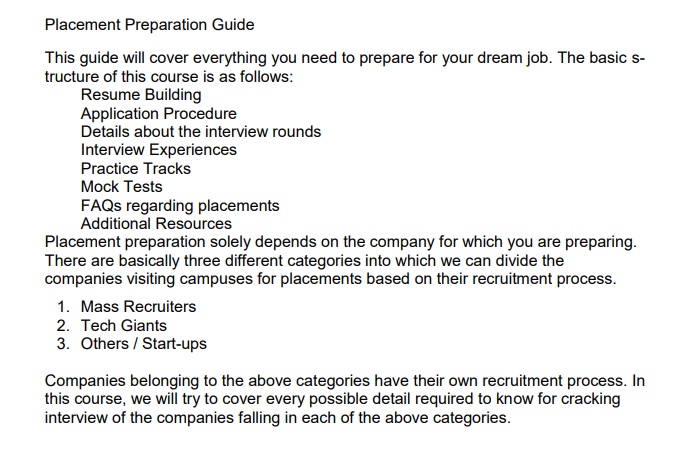 Placement Preparation Guide
This guide will cover everything you need to prepare for your dream job. The basic s-
tructure of this course is as follows:
Resume Building
Application Procedure
Details about the interview rounds
Interview Experiences
Practice Tracks
Mock Tests
FAQs regarding placements
Additional Resources
Placement preparation solely depends on the company for which you are preparing.
There are basically three different categories into which we can divide the
companies visiting campuses for placements based on their recruitment process.
1. Mass Recruiters
2. Tech Giants
3. Others / Start-ups
Companies belonging to the above categories have their own recruitment process. In
this course, we will try to cover every possible detail required to know for cracking
interview of the companies falling in each of the above categories.